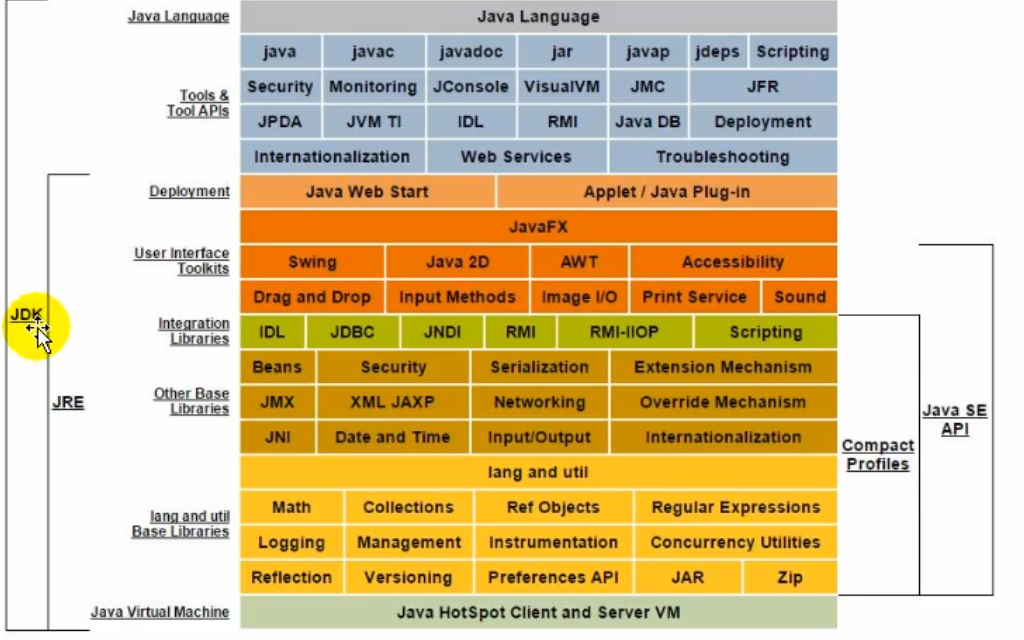 Java Language Java Language
java javac javadoc jar javap jdeps Scripting
Security Monitoring JConsole VisualVM JMC JFR
Tools &
Tool APIs
JPDA JVM TI IDL RMI Java DB Deployment
Internationalization Web Services Troubleshooting
Deployment Java Web Start Applet / Java Plug-in
JavaFX
User Interface
Toolkits
Swing Java 2D AWT Accessibility
Drag and Drop Input Methods Image I/O Print Service Sound
JDK
Integration
Libraries
IDL JDBC JNDI RMI RMI-IIOP Scripting
Beans Security Serialization Extension Mechanism
JRE
Other Base
Libraries
JMX XML JAXP Networking Override Mechanism
Java SE
API
JNI Date and Time Input/Output Internationalization
Compact
Profiles
lang and util
Math Collections Ref Objects Regular Expressions
lang and util
Base Libraries
Logging Management Instrumentation Concurrency Utilities
Reflection Versioning Preferences API JAR Zip
Java Virtual Machine Java HotSpot Client and Server VM